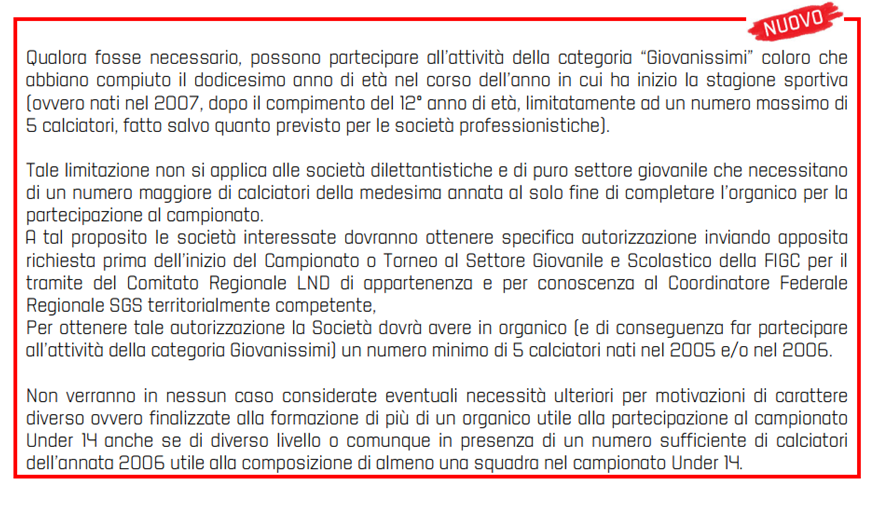 NUOVO
Qualora fosse necessario, possono partecipare all'attività della categoria "Giovanissimi" coloro che
abbiano compiuto il dodicesimo anno di età nel corso dell'anno in cui ha inizio la stagione sportiva
(ovvero nati nel 2007, dopo il compimento del 12° anno di età, limitatamente ad un numero massimo di
5 calciatori, fatto salvo quanto previsto per le società professionistiche).
Tale limitazione non si applica alle società dilettantistiche e di puro settore giovanile che necessitano
di un numero maggiore di calciatori della medesima annata al solo fine di completare l'organico per la
partecipazione al campionato.
A tal proposito le società interessate dovranno ottenere specifica autorizzazione inviando apposita
richiesta prima dell'inizio del Campionato o Torneo al Settore Giovanile e Scolastico della FIGC per il
tramite del Comitato Regionale LND di appartenenza e per conoscenza al Coordinatore Federale
Regionale SGS territorialmente competente,
Per ottenere tale autorizzazione la Società dovrà avere in organico (e di conseguenza far partecipare
all'attività della categoria Giovanissimi) un numero minimo di 5 calciatori nati nel 2005 e/o nel 2006.
Non verranno in nessun caso considerate eventuali necessità ulteriori per motivazioni di carattere
diverso ovvero finalizzate alla formazione di più di un organico utile alla partecipazione al campionato
Under 14 anche se di diverso livello o comunque in presenza di un numero sufficiente di calciatori
dell'annata 2006 utile alla composizione di almeno una squadra nel campionato Under 14.